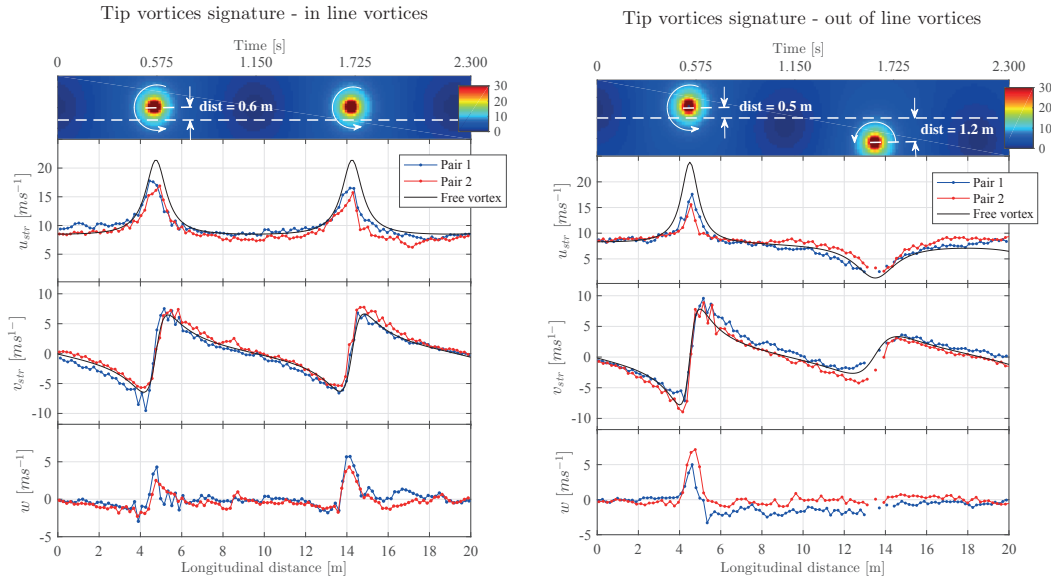 Tip vortices signature - in line vortices
Time [s]
0 0.575 1.150 1.725 2.300
dist = 0.6 m
30
20
10
0
Pair 1
Pair 2
Free vortex
20
15
10
5
u_str [ms⁻¹]
10
5
0
-5
-10
v_str [ms¹⁻]
5
0
-5
w [ms⁻¹]
0 2 4 6 8 10 12 14 16 18 20
Longitudinal distance [m]
Tip vortices signature - out of line vortices
Time [s]
0 0.575 1.150 1.725 2.300
dist = 0.5 m
dist = 1.2 m
30
20
10
0
Pair 1
Pair 2
Free vortex
20
15
10
5
u_str [ms⁻¹]
10
5
0
-5
-10
v_str [ms¹⁻]
5
0
-5
w [ms⁻¹]
0 2 4 6 8 10 12 14 16 18 20
Longitudinal distance [m]